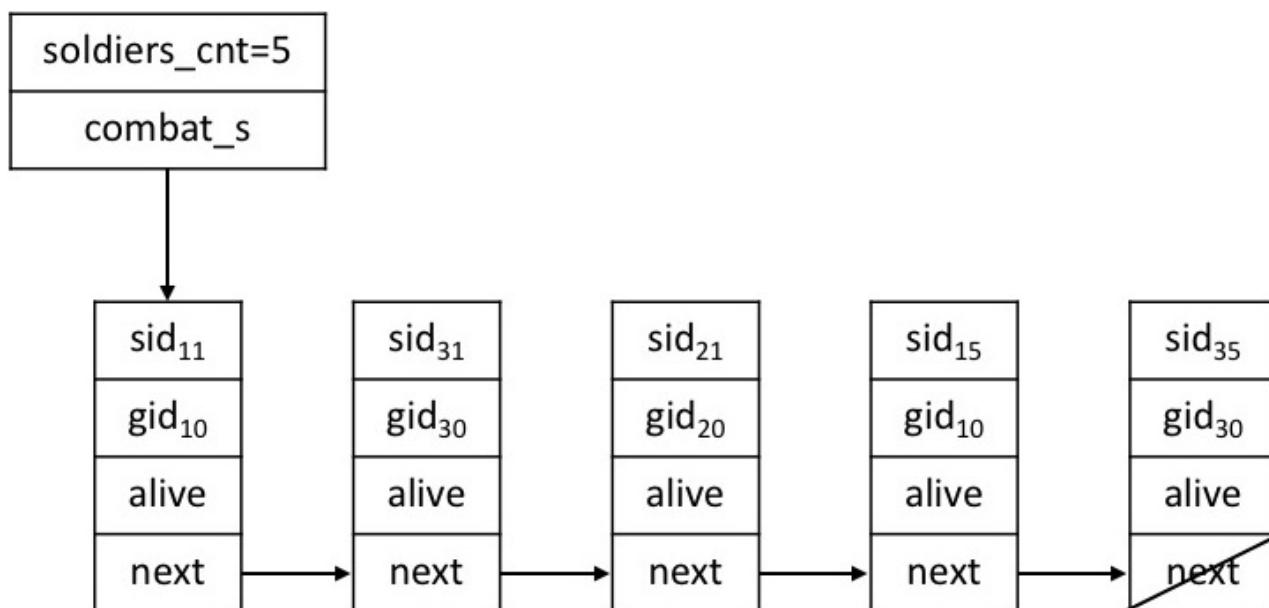 soldiers_cnt=5
combat_s
sid₁₁ sid₃₁ sid₂₁ sid₁₅ sid₃₅
gid₁₀ gid₃₀ gid₂₀ gid₁₀ gid₃₀
alive alive alive alive alive
next next next next next